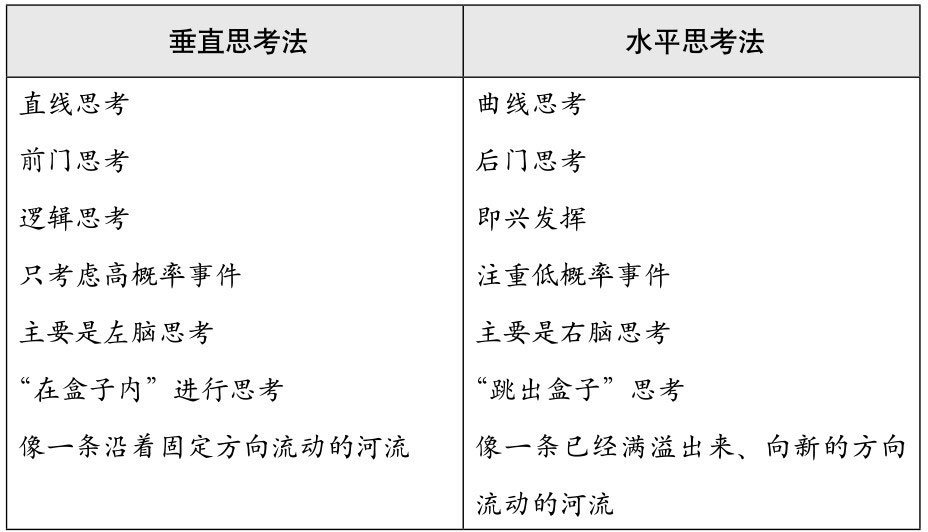 垂直思考法
水平思考法
直线思考
曲线思考
前门思考
后门思考
逻辑思考
即兴发挥
只考虑高概率事件
注重低概率事件
主要是左脑思考
主要是右脑思考
“在盒子内”进行思考
“跳出盒子”思考
像一条沿着固定方向流动的河流
像一条已经满溢出来、向新的方向
流动的河流